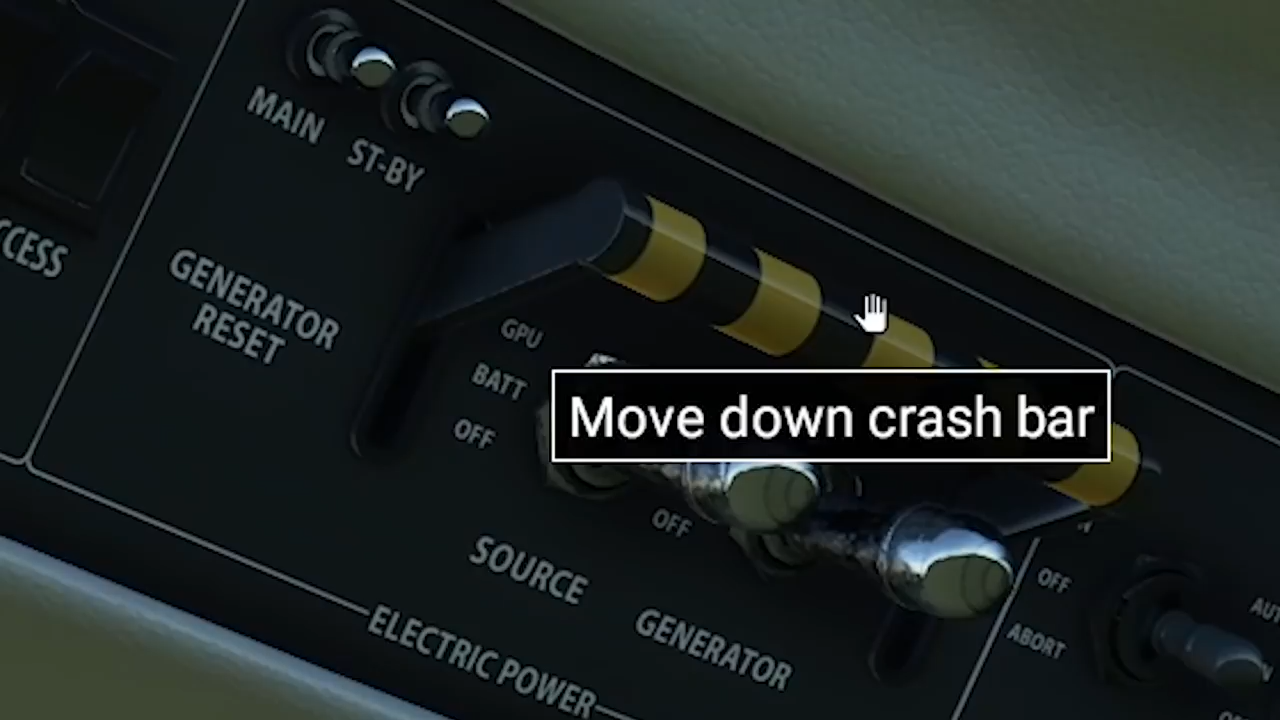 MAIN
ST-BY
CCESS
GENERATOR
RESET
GPU
BATT
OFF
Move down crash bar
OFF
SOURCE
GENERATOR
ELECTRIC POWER
OFF
ABORT